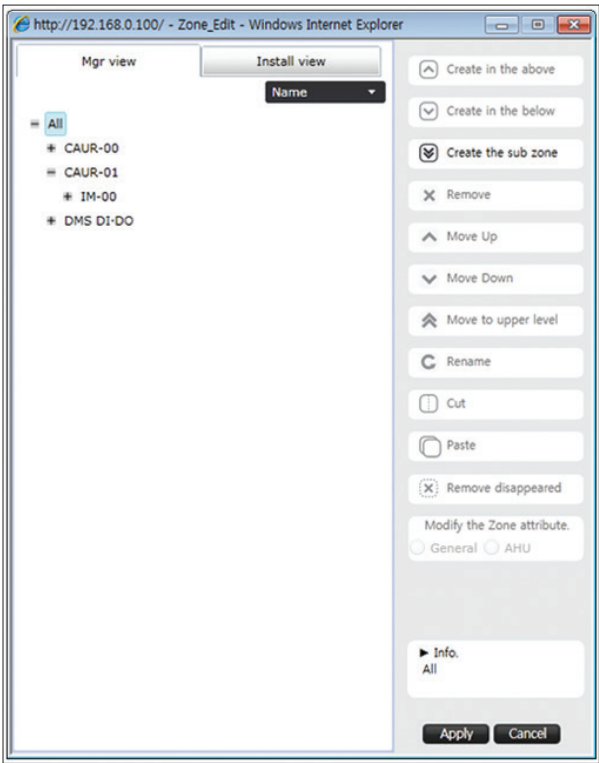 http://192.168.0.100/ - Zone_Edit - Windows Internet Explorer
Mgr view
Install view
Name
All
CAUR-00
CAUR-01
IM-00
DMS DI-DO
Create in the above
Create in the below
Create the sub zone
Remove
Move Up
Move Down
Move to upper level
Rename
Cut
Paste
Remove disappeared
Modify the Zone attribute.
General AHU
► Info.
All
Apply Cancel